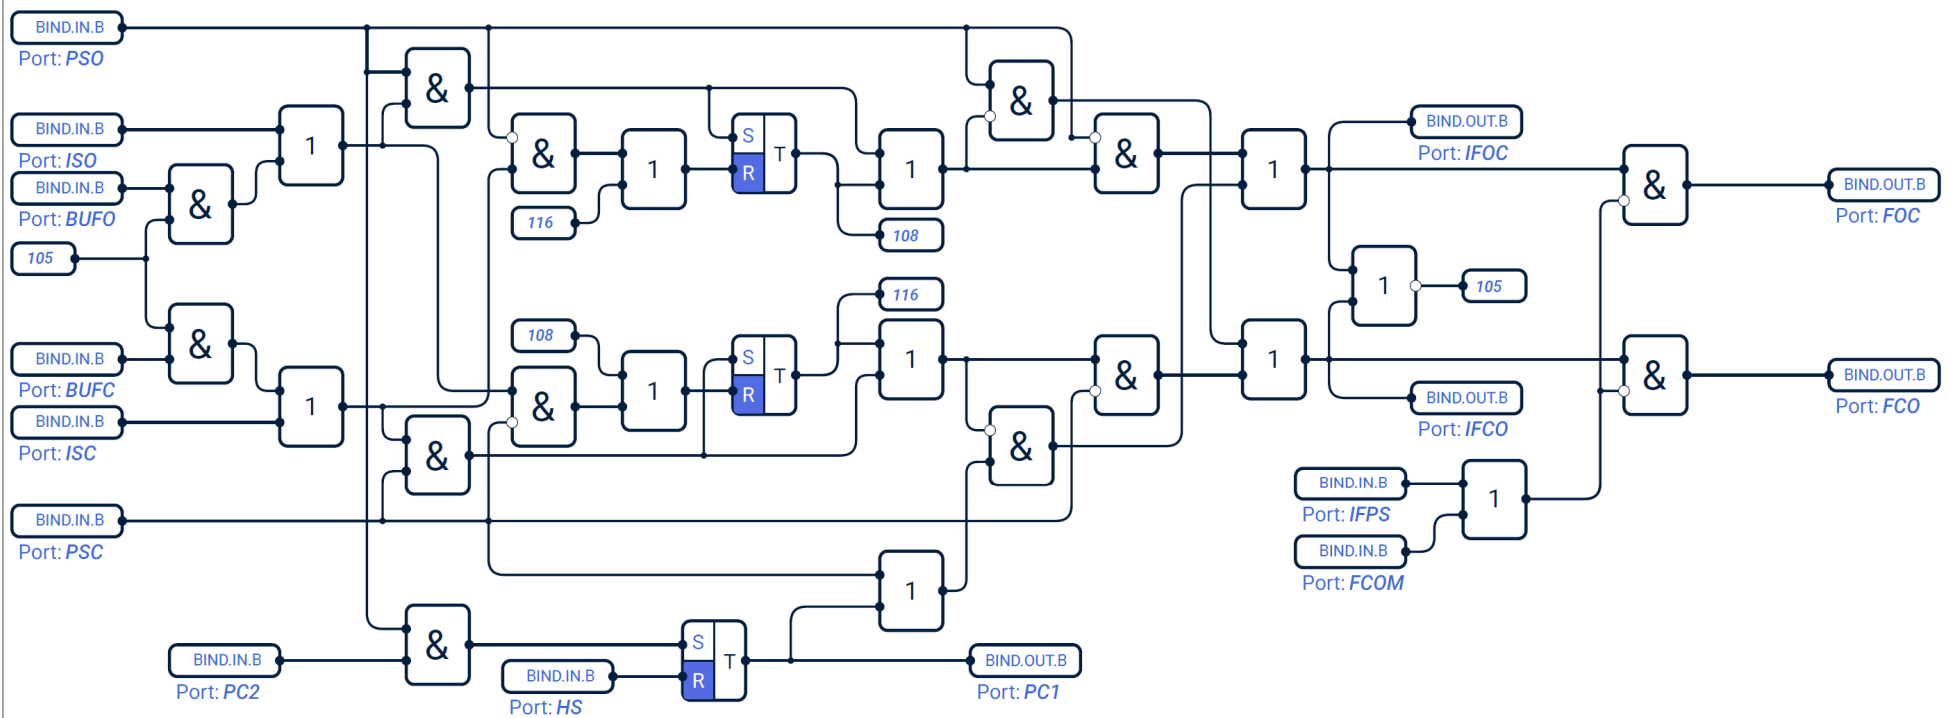 BIND.IN.B
Port: PSO
&
&
BIND.IN.B
Port: ISO
1
&
1
S
R
T
1
&
1
BIND.OUT.B
Port: IFOC
&
BIND.OUT.B
Port: FOC
BIND.IN.B
Port: BUFO
&
116
108
105
1
105
116
&
108
1
S
R
T
1
&
1
&
BIND.OUT.B
Port: FCO
BIND.IN.B
Port: BUFC
1
&
BIND.OUT.B
Port: IFCO
BIND.IN.B
Port: ISC
&
&
BIND.IN.B
Port: IFPS
1
BIND.IN.B
Port: PSC
BIND.IN.B
Port: FCOM
1
&
S
R
T
BIND.IN.B
Port: PC2
BIND.IN.B
Port: HS
BIND.OUT.B
Port: PC1